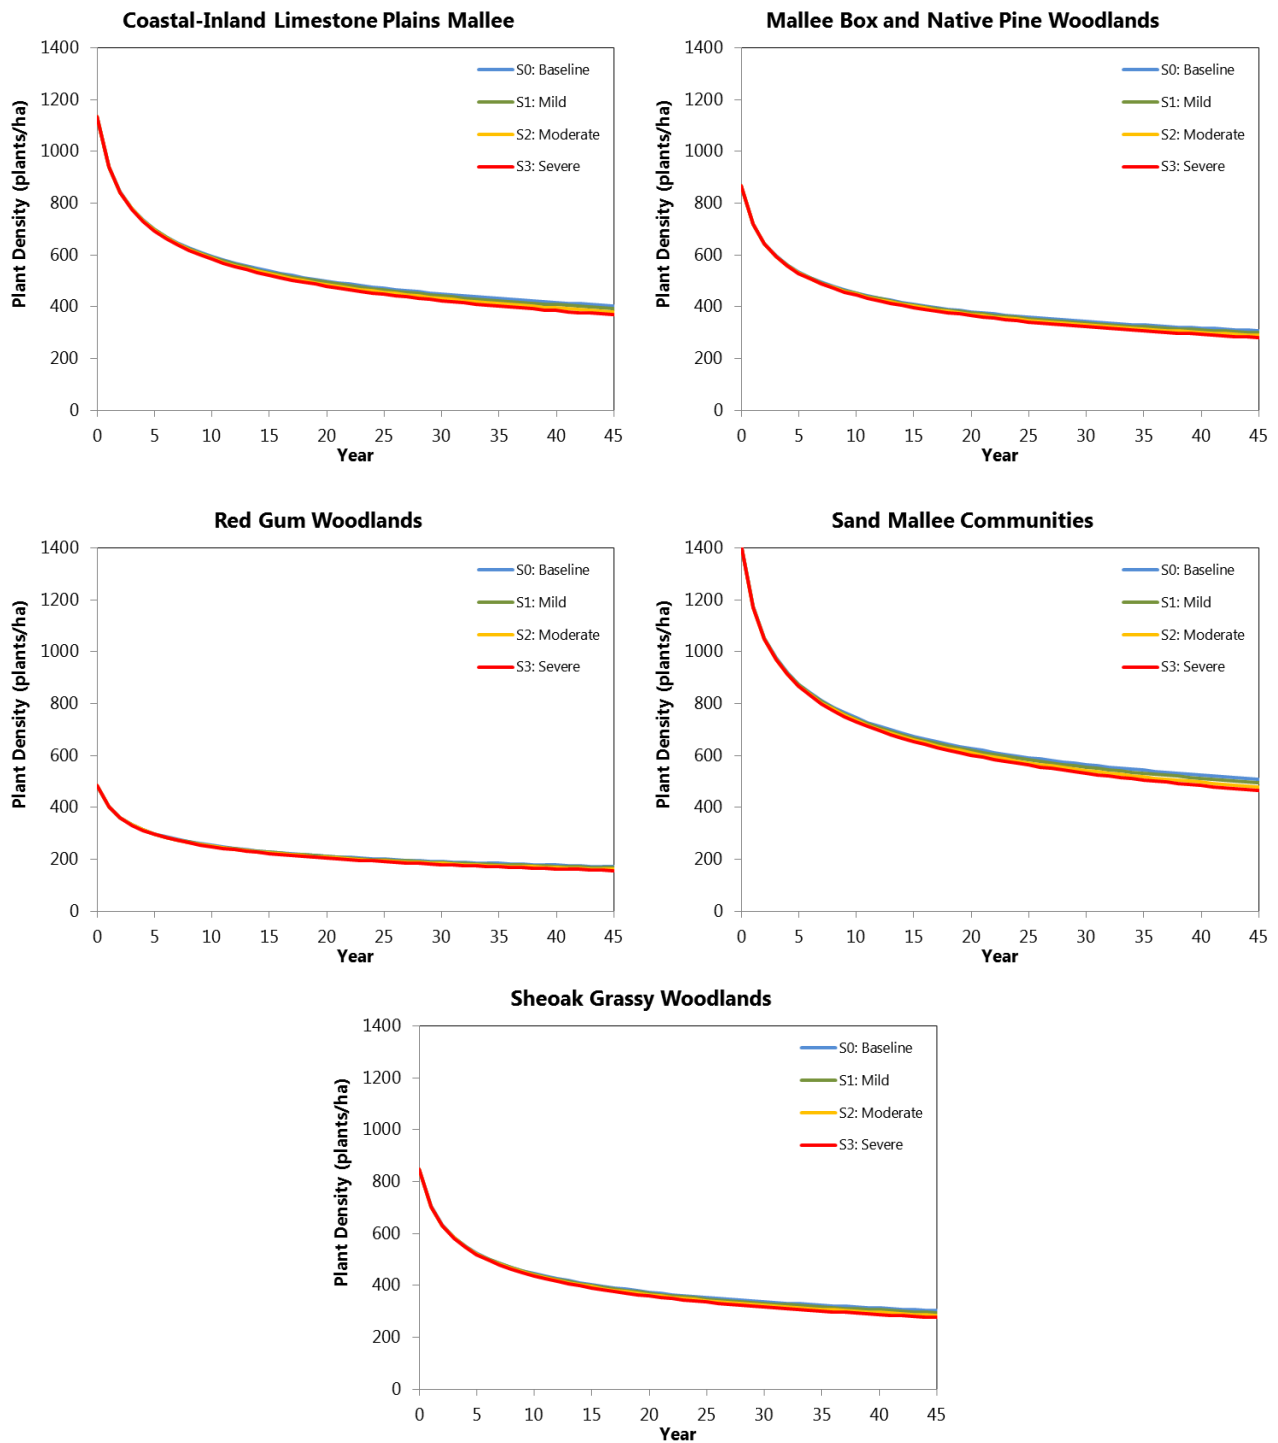 Coastal-Inland Limestone Plains Mallee
Plant Density (plants/ha)
1400
1200
1000
800
600
400
200
0
S0: Baseline
S1: Mild
S2: Moderate
S3: Severe
0 5 10 15 20 25 30 35 40 45
Year
Mallee Box and Native Pine Woodlands
Plant Density (plants/ha)
1400
1200
1000
800
600
400
200
0
S0: Baseline
S1: Mild
S2: Moderate
S3: Severe
0 5 10 15 20 25 30 35 40 45
Year
Red Gum Woodlands
Plant Density (plants/ha)
1400
1200
1000
800
600
400
200
0
S0: Baseline
S1: Mild
S2: Moderate
S3: Severe
0 5 10 15 20 25 30 35 40 45
Year
Sand Mallee Communities
Plant Density (plants/ha)
1400
1200
1000
800
600
400
200
0
S0: Baseline
S1: Mild
S2: Moderate
S3: Severe
0 5 10 15 20 25 30 35 40 45
Year
Sheoak Grassy Woodlands
Plant Density (plants/ha)
1400
1200
1000
800
600
400
200
0
S0: Baseline
S1: Mild
S2: Moderate
S3: Severe
0 5 10 15 20 25 30 35 40 45
Year